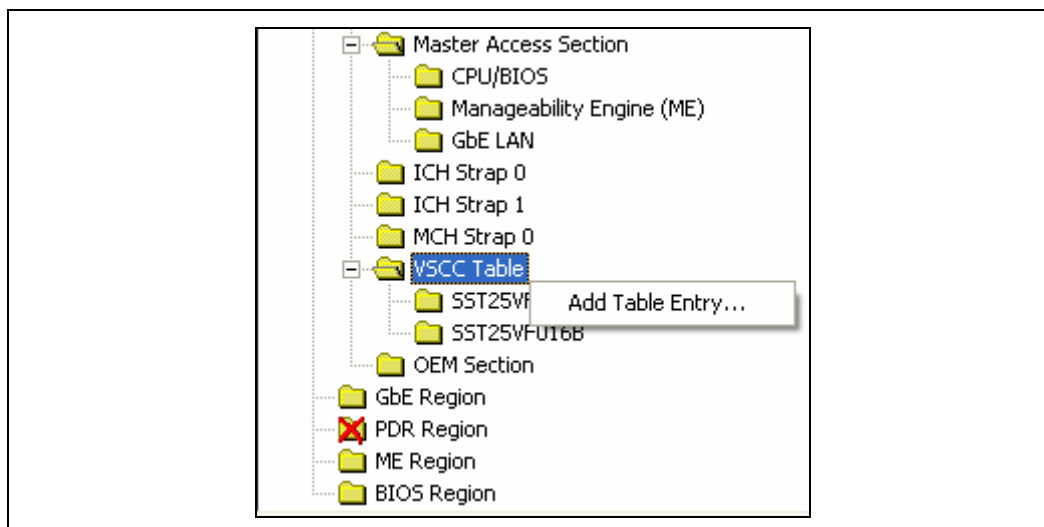 Master Access Section
CPU/BIOS
Manageability Engine (ME)
GbE LAN
ICH Strap 0
ICH Strap 1
MCH Strap 0
VSCC Table
Add Table Entry...
SST25VF016B
OEM Section
GbE Region
PDR Region
ME Region
BIOS Region